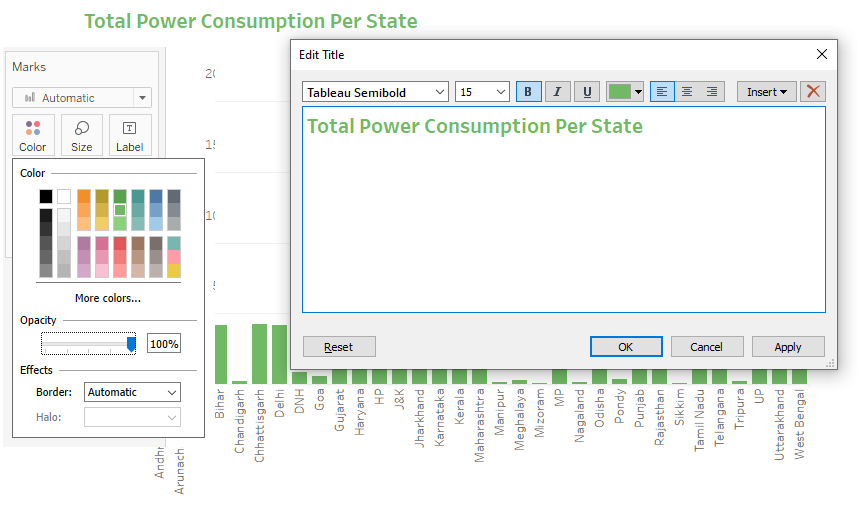 Total Power Consumption Per State
Marks
Automatic
Color
Size
Label
Color
More colors...
Opacity
100%
Effects
Border:
Automatic
Halo:
Edit Title
Tableau Semibold
15
B
I
U
Insert
Total Power Consumption Per State
Reset
OK
Cancel
Apply
20
15
10
5
Andhr
Arunach
Bihar
Chandigarh
Chhattisgarh
Delhi
DNH
Goa
Gujarat
Haryana
HP
J&K
Jharkhand
Karnataka
Kerala
Maharashtra
Manipur
Meghalaya
Mizoram
MP
Nagaland
Odisha
Pondy
Punjab
Rajasthan
Sikkim
Tamil Nadu
Telangana
Tripura
UP
Uttarakhand
West Bengal